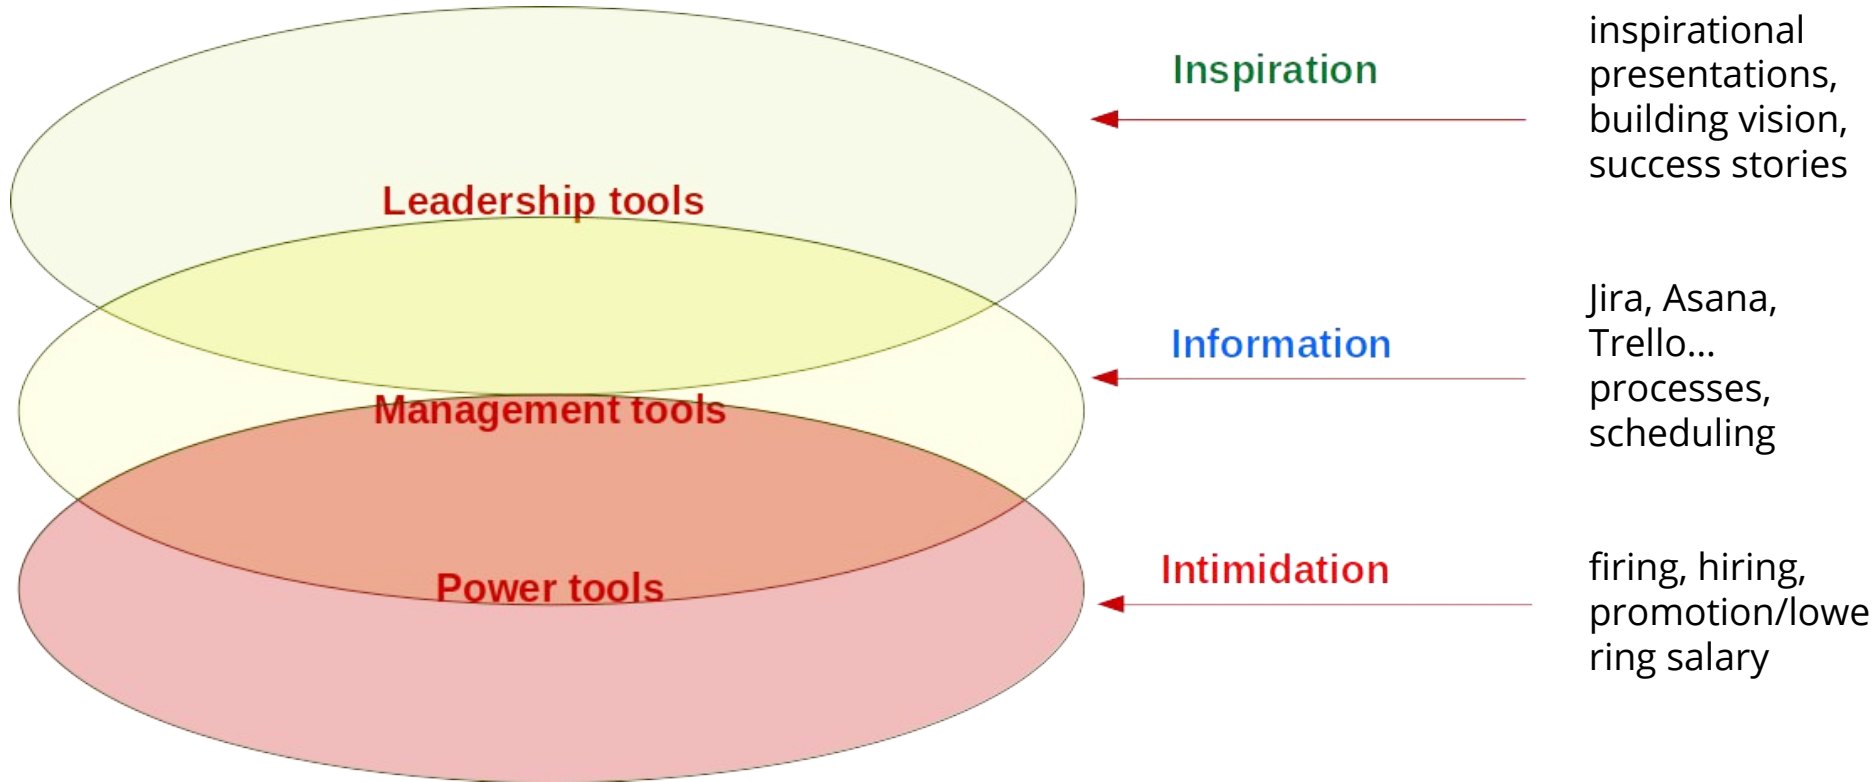 Leadership tools
Inspiration
inspirational
presentations,
building vision,
success stories
Management tools
Information
Jira, Asana,
Trello...
processes,
scheduling
Power tools
Intimidation
firing, hiring,
promotion/lowe
ring salary